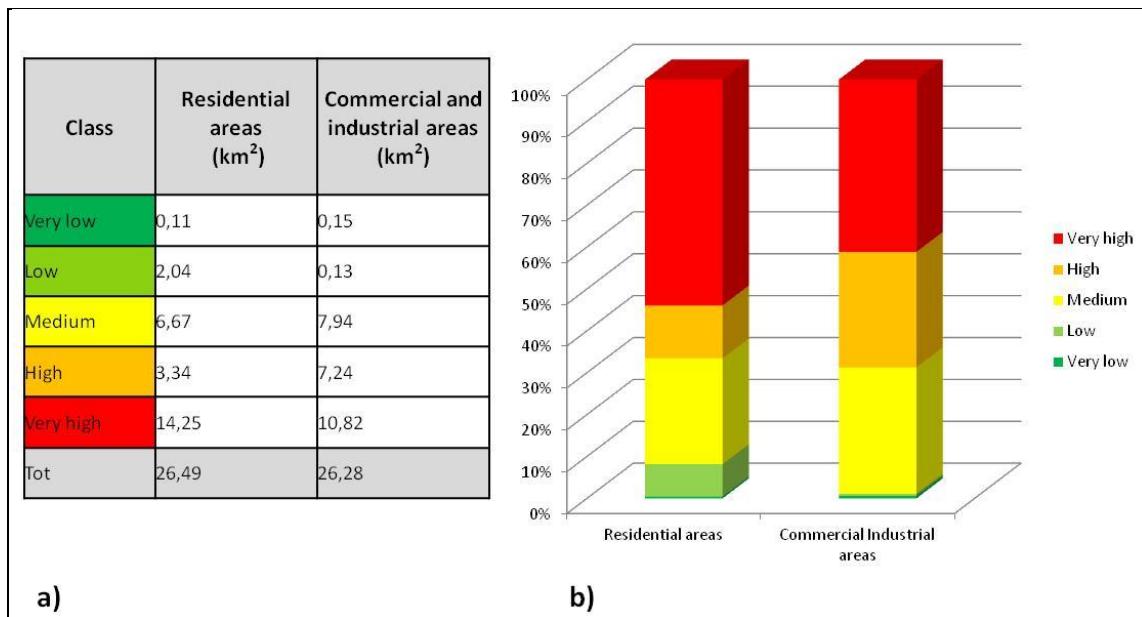 Class
Residential
areas
(km²)
Commercial and
industrial areas
(km²)
Very low 0,11 0,15
Low 2,04 0,13
Medium 6,67 7,94
High 3,34 7,24
Very high 14,25 10,82
Tot 26,49 26,28
a)
100%
90%
80%
70%
60%
50%
40%
30%
20%
10%
0%
Residential areas
Commercial Industrial
areas
Very high
High
Medium
Low
Very low
b)